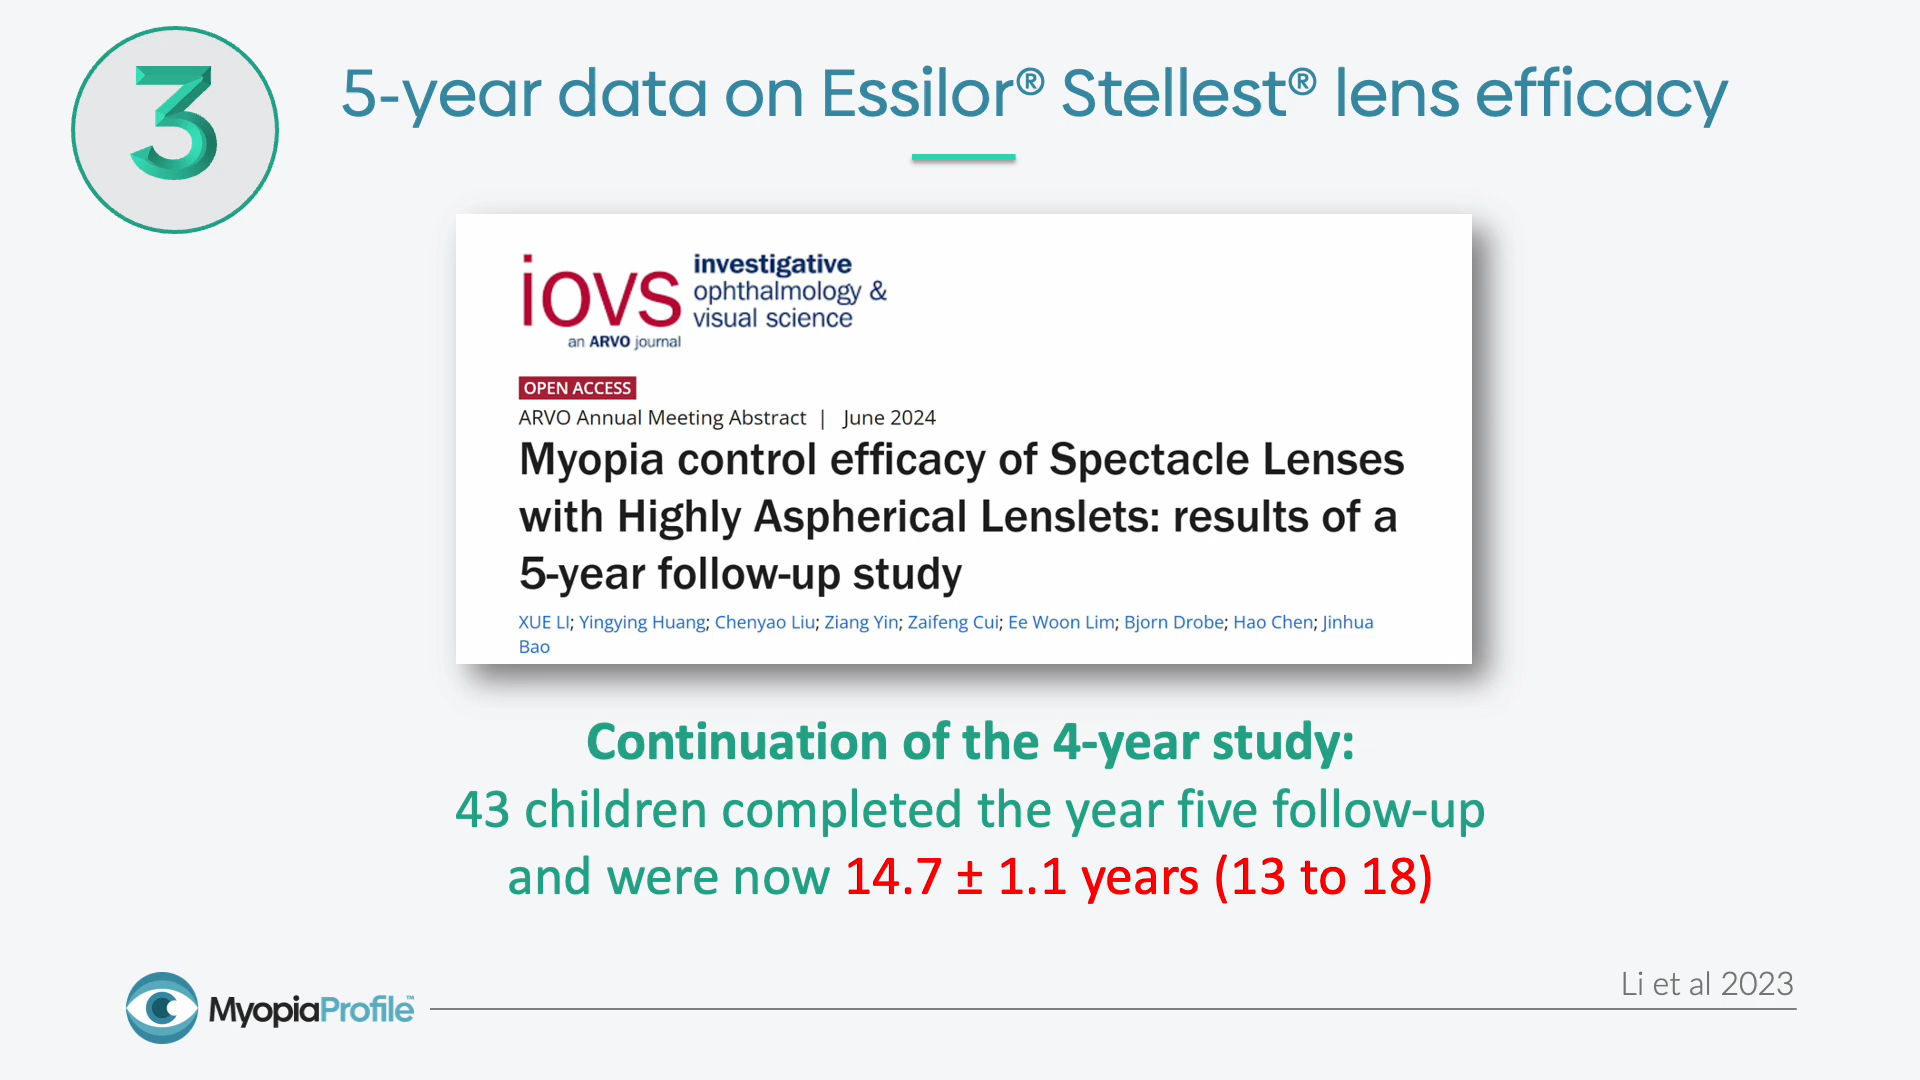 3
5-year data on Essilor® Stellest® lens efficacy
iovs
investigative
ophthalmology &
visual science
an ARVO journal
OPEN ACCESS
ARVO Annual Meeting Abstract | June 2024
Myopia control efficacy of Spectacle Lenses
with Highly Aspherical Lenslets: results of a
5-year follow-up study
XUE LI; Yingying Huang; Chenyao Liu; Ziang Yin; Zaifeng Cui; Ee Woon Lim; Bjorn Drobe; Hao Chen; Jinhua
Bao
Continuation of the 4-year study:
43 children completed the year five follow-up
and were now 14.7 ± 1.1 years (13 to 18)
Li et al 2023
MyopiaProfile™